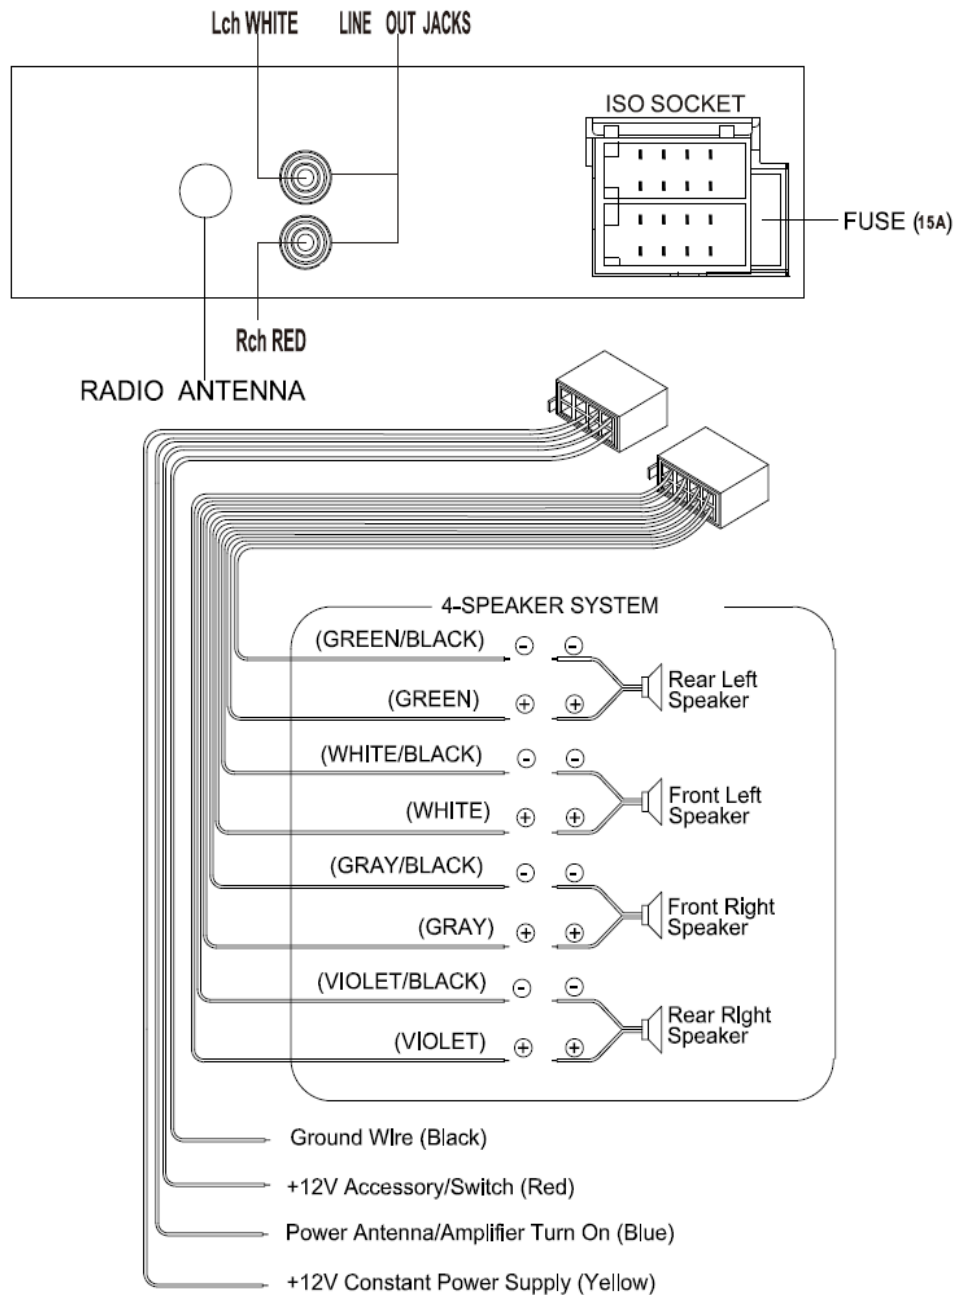 Lch WHITE
LINE OUT JACKS
ISO SOCKET
FUSE (15A)
Rch RED
RADIO ANTENNA
4-SPEAKER SYSTEM
(GREEN/BLACK) - -
Rear Left
Speaker
(GREEN) + +
(WHITE/BLACK) - -
Front Left
Speaker
(WHITE) + +
(GRAY/BLACK) - -
Front Right
Speaker
(GRAY) + +
(VIOLET/BLACK) - -
Rear Right
Speaker
(VIOLET) + +
Ground Wire (Black)
+12V Accessory/Switch (Red)
Power Antenna/Amplifier Turn On (Blue)
+12V Constant Power Supply (Yellow)